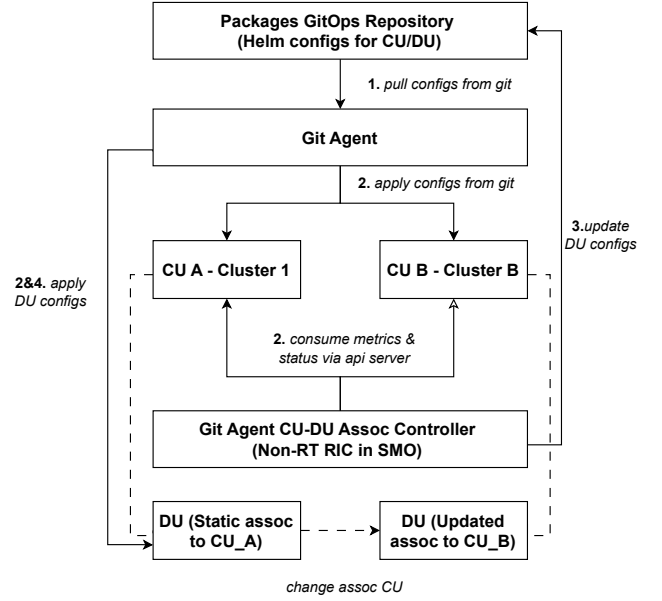 Packages GitOps Repository
(Helm configs for CU/DU)
1. pull configs from git
Git Agent
2. apply configs from git
3.update
DU configs
CU A - Cluster 1
CU B - Cluster B
2&4. apply
DU configs
2. consume metrics &
status via api server
Git Agent CU-DU Assoc Controller
(Non-RT RIC in SMO)
DU (Static assoc
to CU_A)
DU (Updated
assoc to CU_B)
change assoc CU